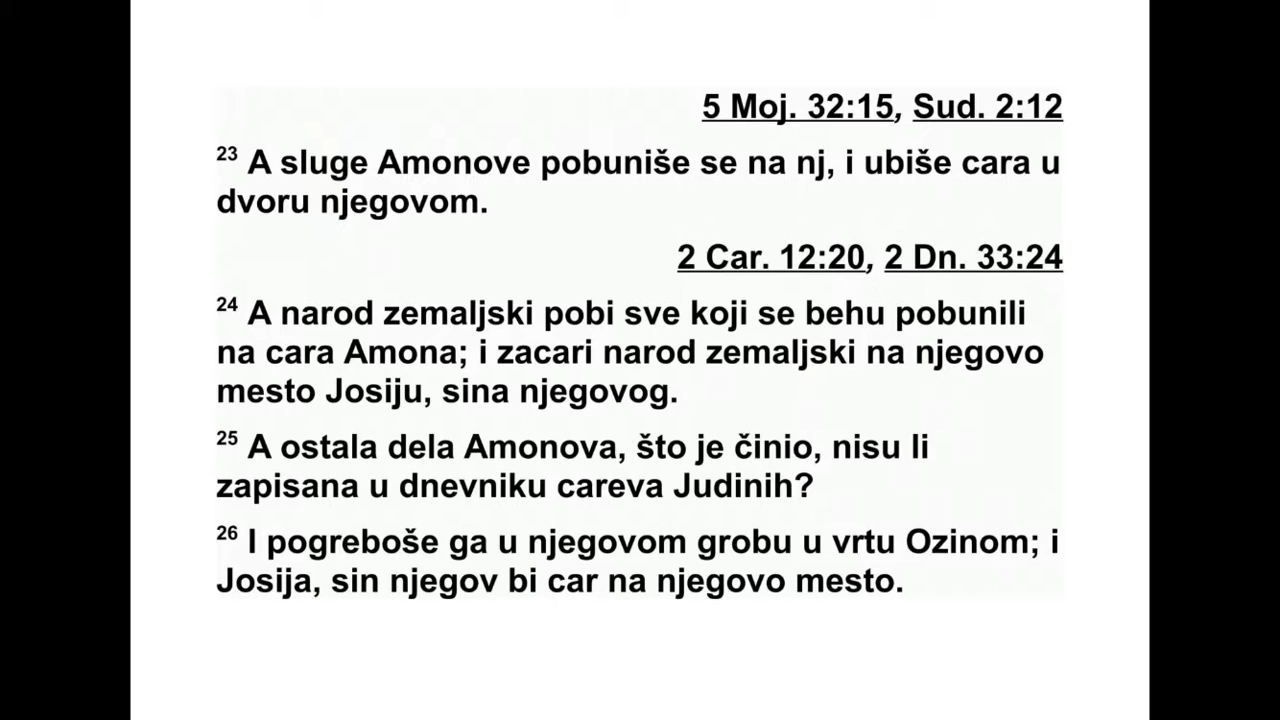 5 Moj. 32:15, Sud. 2:12
23 A sluge Amonove pobuniše se na nj, i ubiše cara u
dvoru njegovom.
2 Car. 12:20, 2 Dn. 33:24
24 A narod zemaljski pobi sve koji se behu pobunili
na cara Amona; i zacari narod zemaljski na njegovo
mesto Josiju, sina njegovog.
25 A ostala dela Amonova, što je činio, nisu li
zapisana u dnevniku careva Judinih?
26 I pogreboše ga u njegovom grobu u vrtu Ozinom; i
Josija, sin njegov bi car na njegovo mesto.